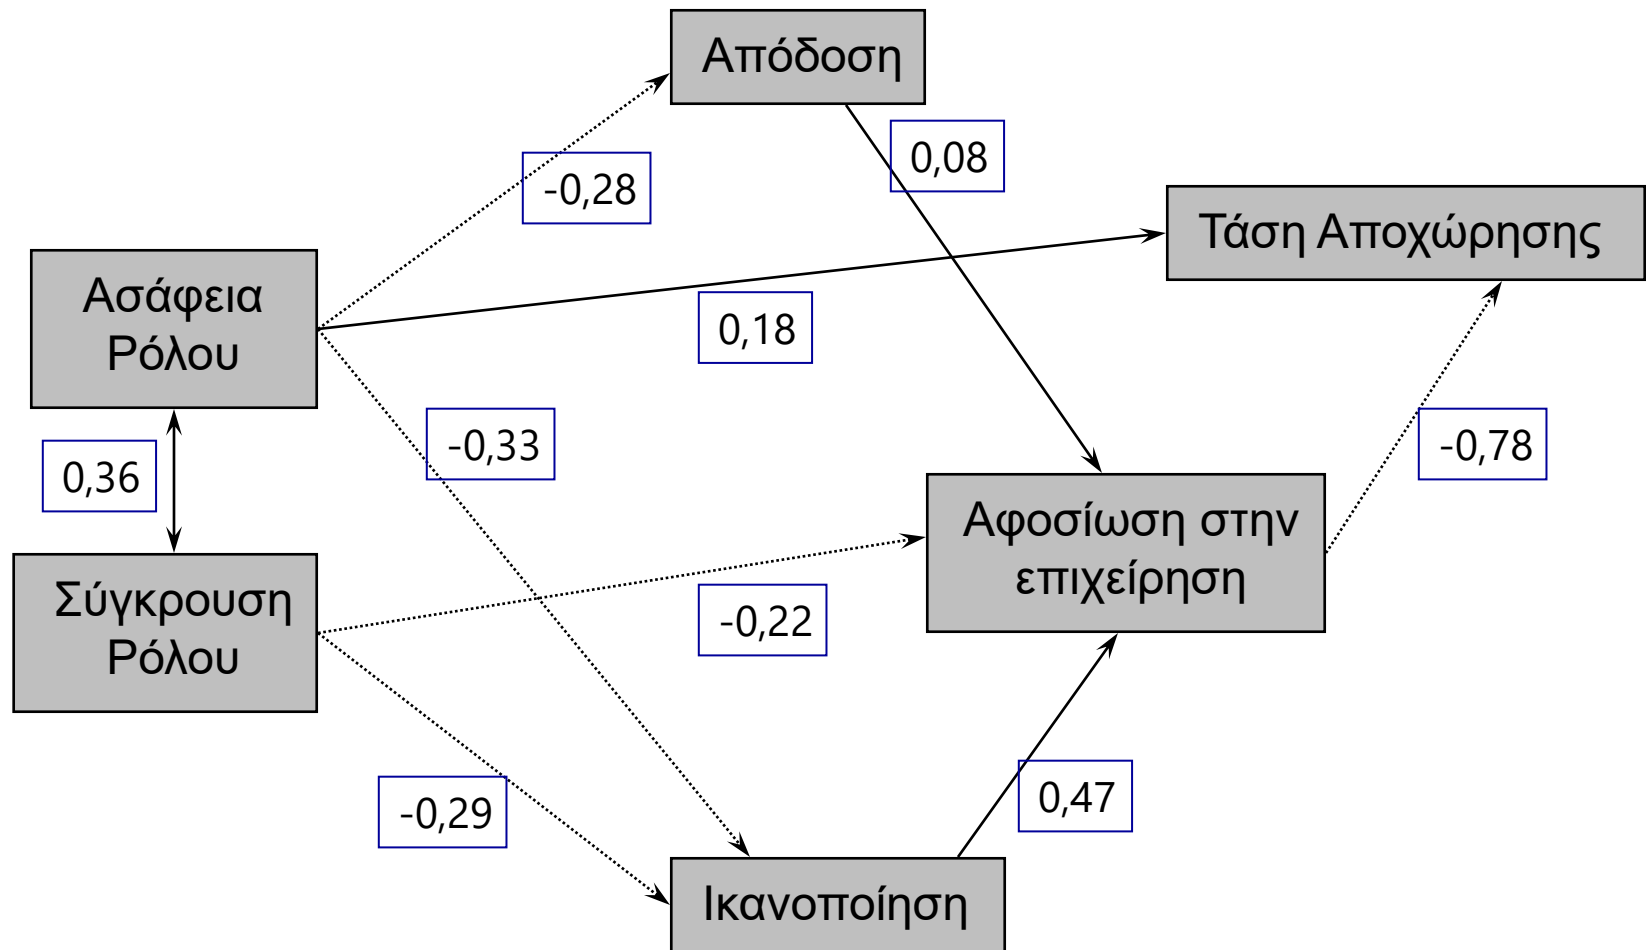 Απόδοση
0,08
-0,28
Τάση Αποχώρησης
Ασάφεια
Ρόλου
0,18
-0,33
-0,78
0,36
Αφοσίωση στην
επιχείρηση
Σύγκρουση
Ρόλου
-0,22
-0,29
0,47
Ικανοποίηση